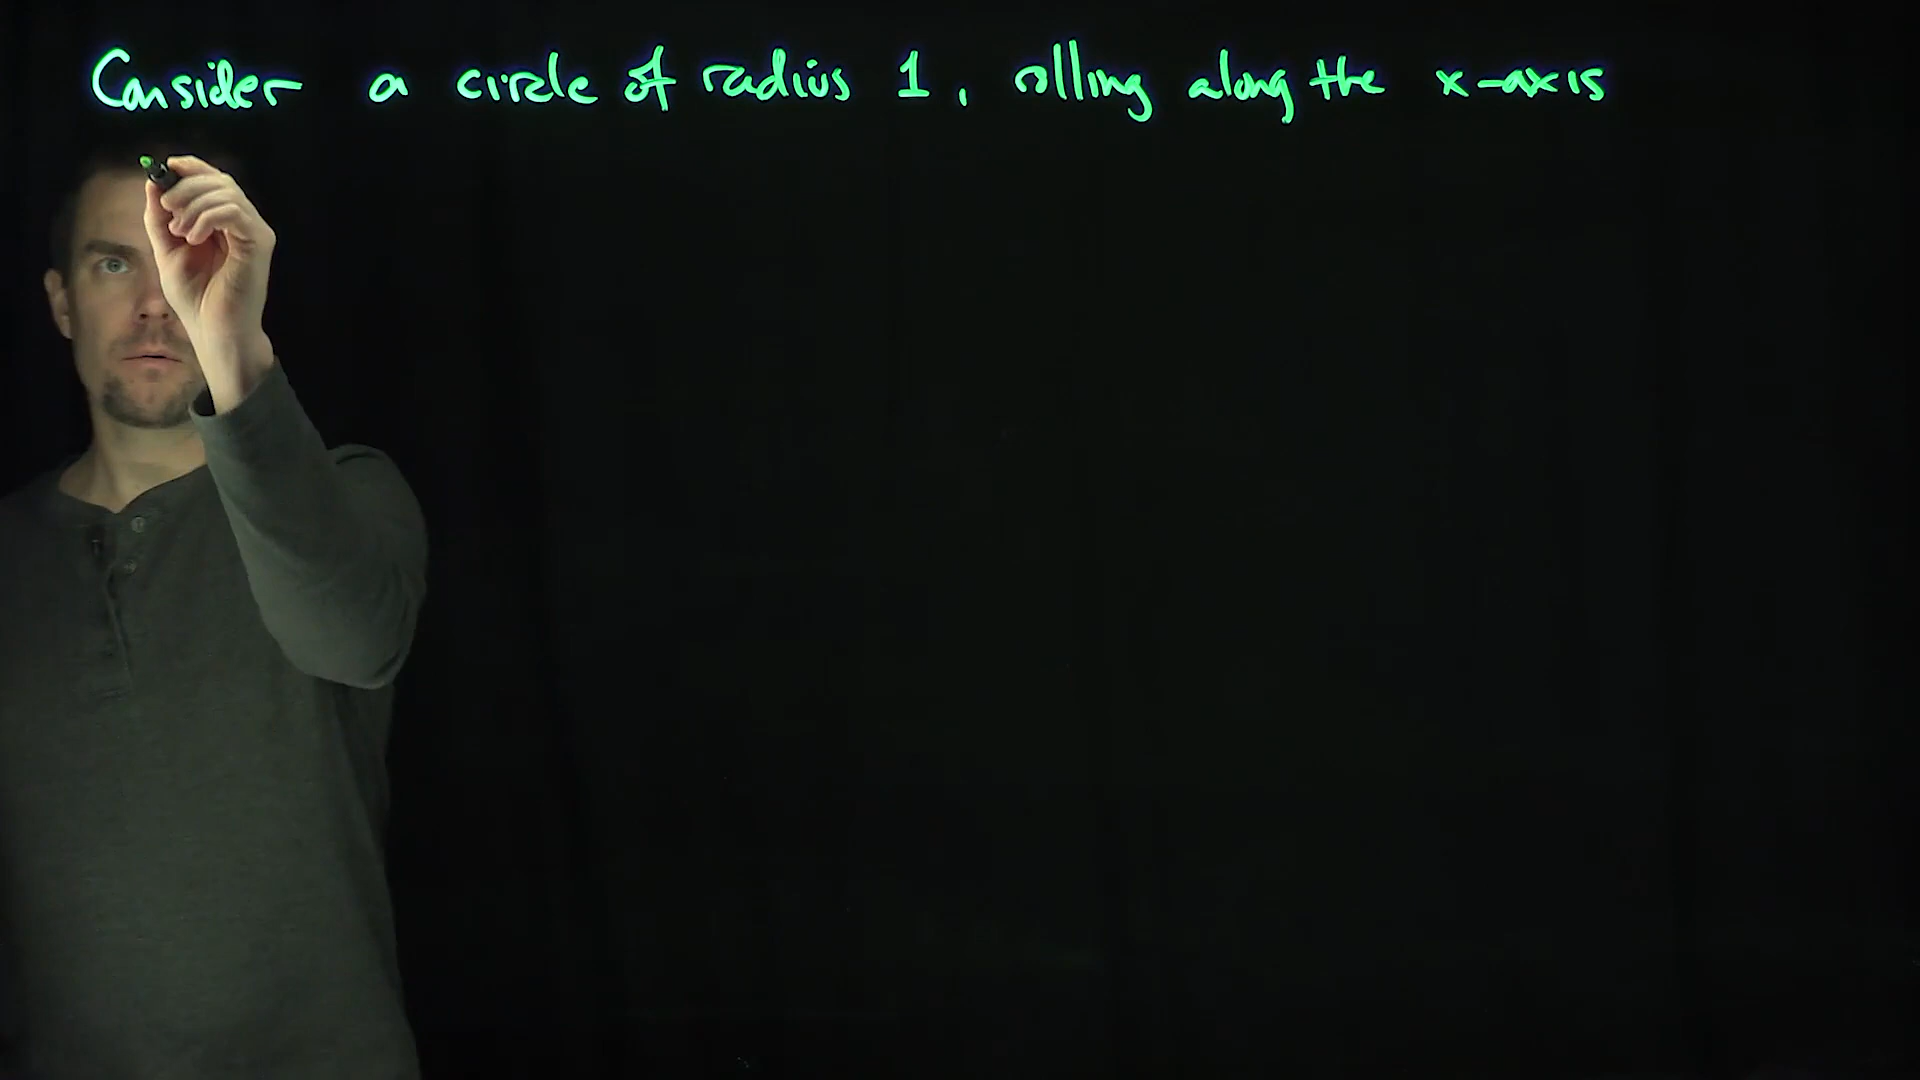 Consider a circle of radius 1, rolling along the x-axis